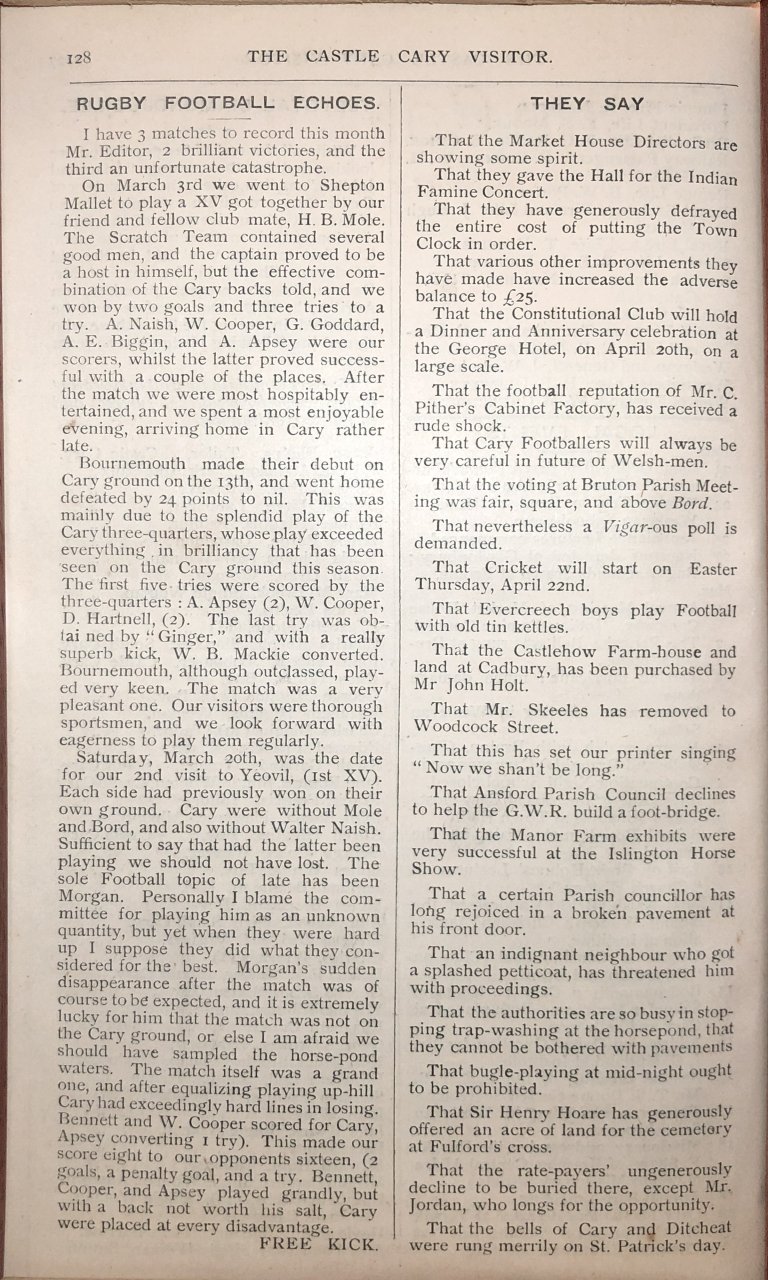 128
THE CASTLE CARY VISITOR.
RUGBY FOOTBALL ECHOES.
I have 3 matches to record this month
Mr. Editor, 2 brilliant victories, and the
third an unfortunate catastrophe.
On March 3rd we went to Shepton
Mallet to play a XV got together by our
friend and fellow club mate, H. B. Mole.
The Scratch Team contained several
good men, and the captain proved to be
a host in himself, but the effective com-
bination of the Cary backs told, and we
won by two goals and three tries to a
try. A. Naish, W. Cooper, G. Goddard,
A. E. Biggin, and A. Apsey were our
scorers, whilst the latter proved success-
ful with a couple of the places. After
the match we were most hospitably en-
tertained, and we spent a most enjoyable
evening, arriving home in Cary rather
late.
Bournemouth made their debut on
Cary ground on the 13th, and went home
defeated by 24 points to nil. This was
mainly due to the splendid play of the
Cary three-quarters, whose play exceeded
everything in brilliancy that has been
seen on the Cary ground this season.
The first five tries were scored by the
three-quarters : A. Apsey (2), W. Cooper,
D. Hartnell, (2). The last try was ob-
tai ned by "Ginger," and with a really
superb kick, W. B. Mackie converted.
Bournemouth, although outclassed, play-
ed very keen. The match was a very
pleasant one. Our visitors were thorough
sportsmen, and we look forward with
eagerness to play them regularly.
Saturday, March 20th, was the date
for our 2nd visit to Yeovil, (1st XV).
Each side had previously won on their
own ground. Cary were without Mole
and Bord, and also without Walter Naish.
Sufficient to say that had the latter been
playing we should not have lost. The
sole Football topic of late has been
Morgan. Personally I blame the com-
mittee for playing him as an unknown
quantity, but yet when they were hard
up I suppose they did what they con-
sidered for the best. Morgan's sudden
disappearance after the match was of
course to be expected, and it is extremely
lucky for him that the match was not on
the Cary ground, or else I am afraid we
should have sampled the horse-pond
waters. The match itself was a grand
one, and after equalizing playing up-hill
Cary had exceedingly hard lines in losing.
Bennett and W. Cooper scored for Cary,
Apsey converting 1 try). This made our
score eight to our opponents sixteen, (2
goals, a penalty goal, and a try. Bennett,
Cooper, and Apsey played grandly, but
with a back not worth his salt, Cary
were placed at every disadvantage.
FREE KICK.
THEY SAY
That the Market House Directors are
showing some spirit.
That they gave the Hall for the Indian
Famine Concert.
That they have generously defrayed
the entire cost of putting the Town
Clock in order.
That various other improvements they
have made have increased the adverse
balance to £25.
That the Constitutional Club will hold
a Dinner and Anniversary celebration at
the George Hotel, on April 20th, on a
large scale.
That the football reputation of Mr. C.
Pither's Cabinet Factory, has received a
rude shock.
That Cary Footballers will always be
very careful in future of Welsh-men.
That the voting at Bruton Parish Meet-
ing was fair, square, and above Bord.
That nevertheless a Vigar-ous poll is
demanded.
That Cricket will start on Easter
Thursday, April 22nd.
That Evercreech boys play Football
with old tin kettles.
That the Castlehow Farm-house and
land at Cadbury, has been purchased by
Mr John Holt.
That Mr. Skeeles has removed to
Woodcock Street.
That this has set our printer singing
"Now we shan't be long."
That Ansford Parish Council declines
to help the G.W.R. build a foot-bridge.
That the Manor Farm exhibits were
very successful at the Islington Horse
Show.
That a certain Parish councillor has
long rejoiced in a broken pavement at
his front door.
That an indignant neighbour who got
a splashed petticoat, has threatened him
with proceedings.
That the authorities are so busy in stop-
ping trap-washing at the horsepond, that
they cannot be bothered with pavements
That bugle-playing at mid-night ought
to be prohibited.
That Sir Henry Hoare has generously
offered an acre of land for the cemetery
at Fulford's cross.
That the rate-payers' ungenerously
decline to be buried there, except Mr.
Jordan, who longs for the opportunity.
That the bells of Cary and Ditcheat
were rung merrily on St. Patrick's day.